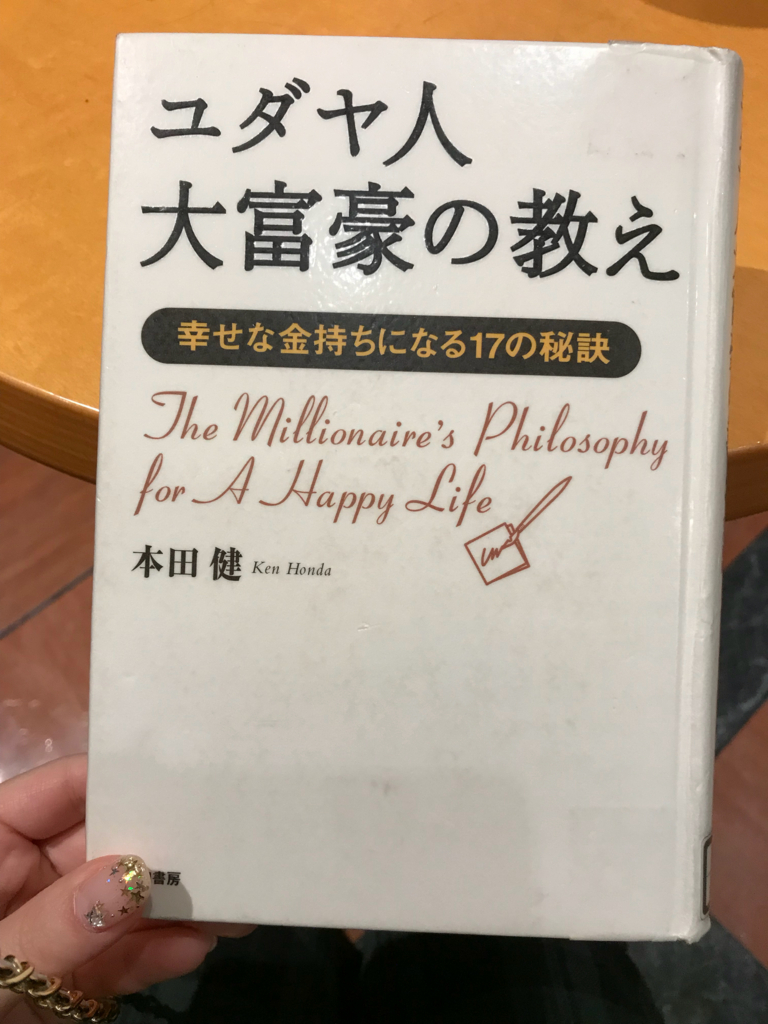 ユダヤ人
大富豪の教え
幸せな金持ちになる17の秘訣
The Millionaire's Philosophy
for A Happy Life
本田 健 Ken Honda
書房